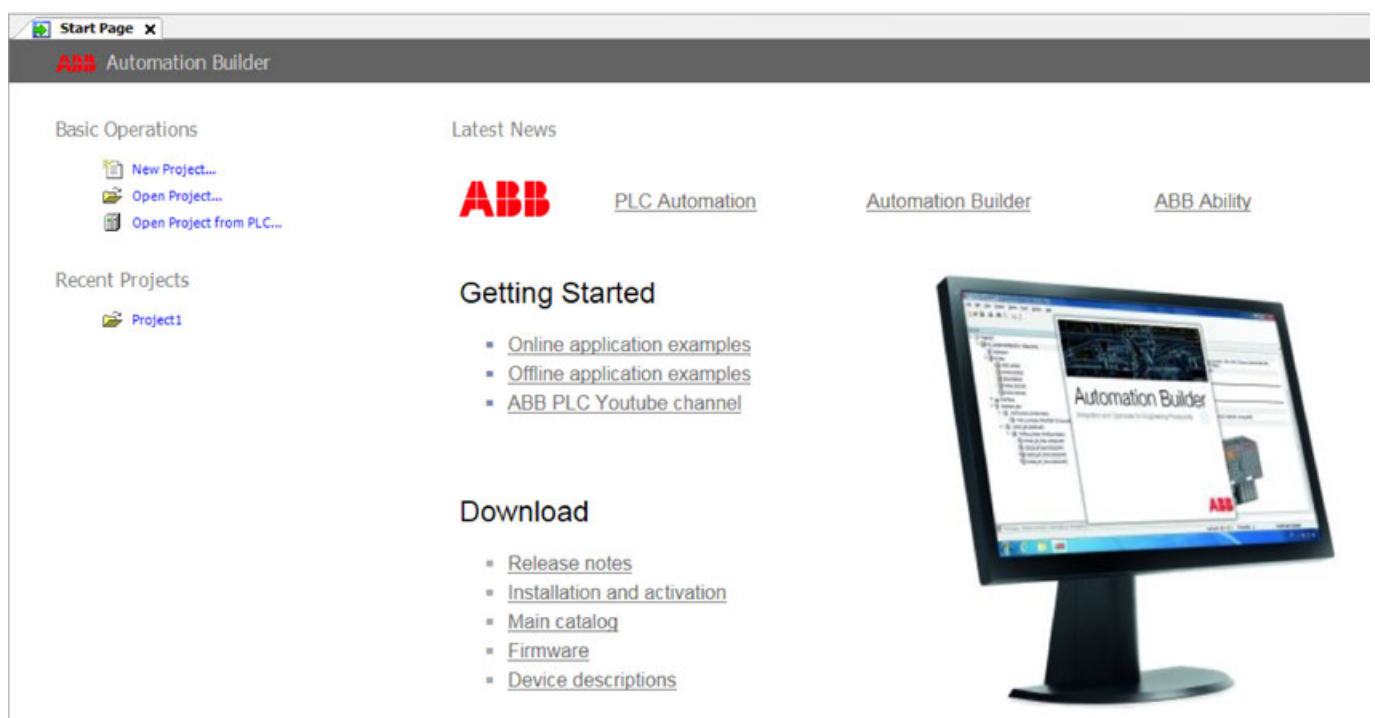 Start Page X
ABB Automation Builder
Basic Operations
New Project...
Open Project...
Open Project from PLC...
Recent Projects
Project1
Latest News
ABB PLC Automation Automation Builder ABB Ability
Getting Started
Online application examples
Offline application examples
ABB PLC Youtube channel
Download
Release notes
Installation and activation
Main catalog
Firmware
Device descriptions
Automation Builder
ABB